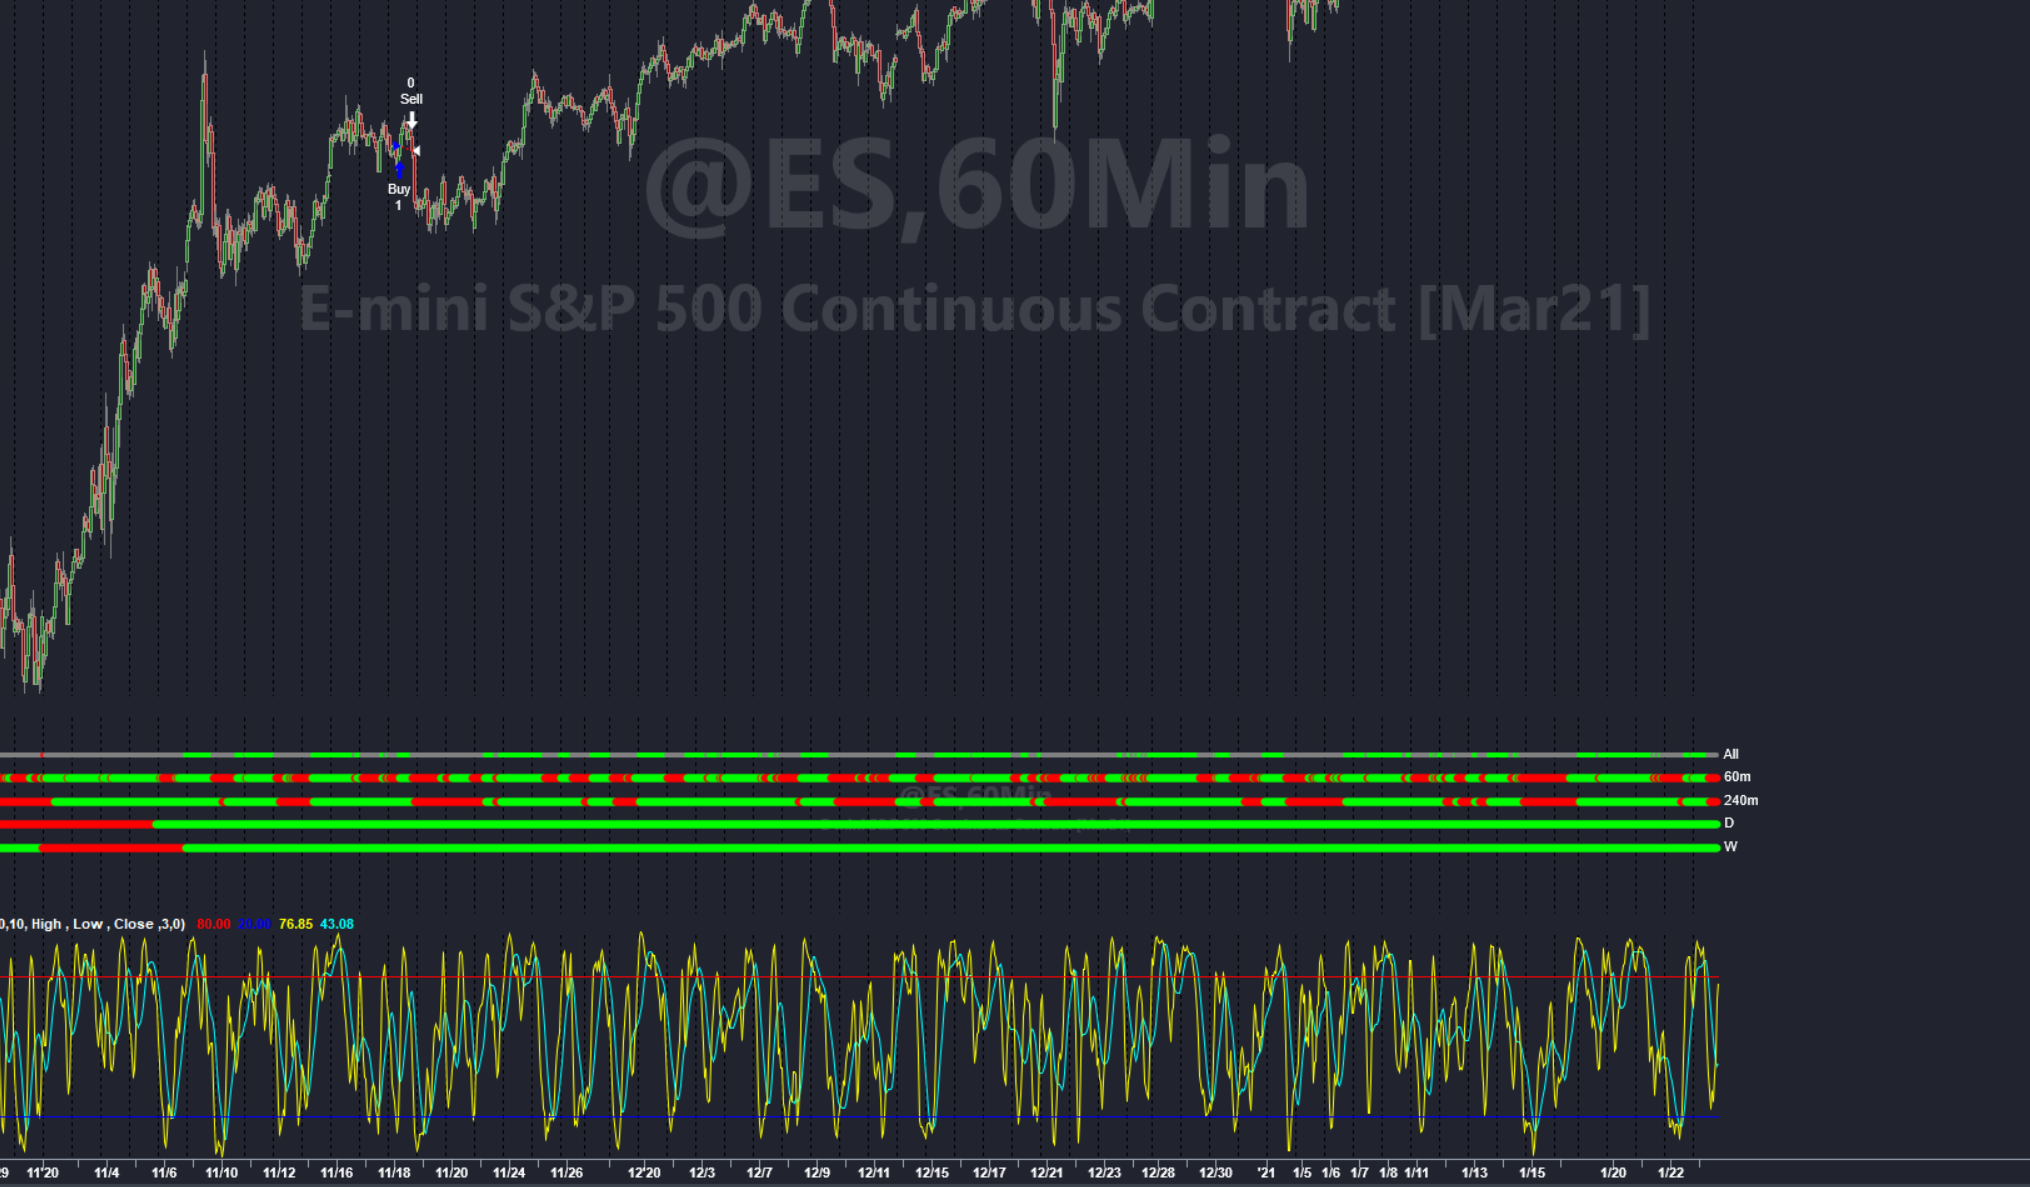 0
Sell
Buy
1
@ES,60Min
E-mini S&P 500 Continuous Contract [Mar21]
All
60m
@ES,60Min
240m
D
W
0,10, High , Low , Close ,3,0) 80.00 20.00 76.85 43.08
29 11'20 11/4 11/6 11/10 11/12 11/16 11/18 11/20 11/24 11/26 12'20 12/3 12/7 12/9 12/11 12/15 12/17 12/21 12/23 12/28 12/30 '21 1/5 1/6 1/7 1/8 1/11 1/13 1/15 1/20 1/22